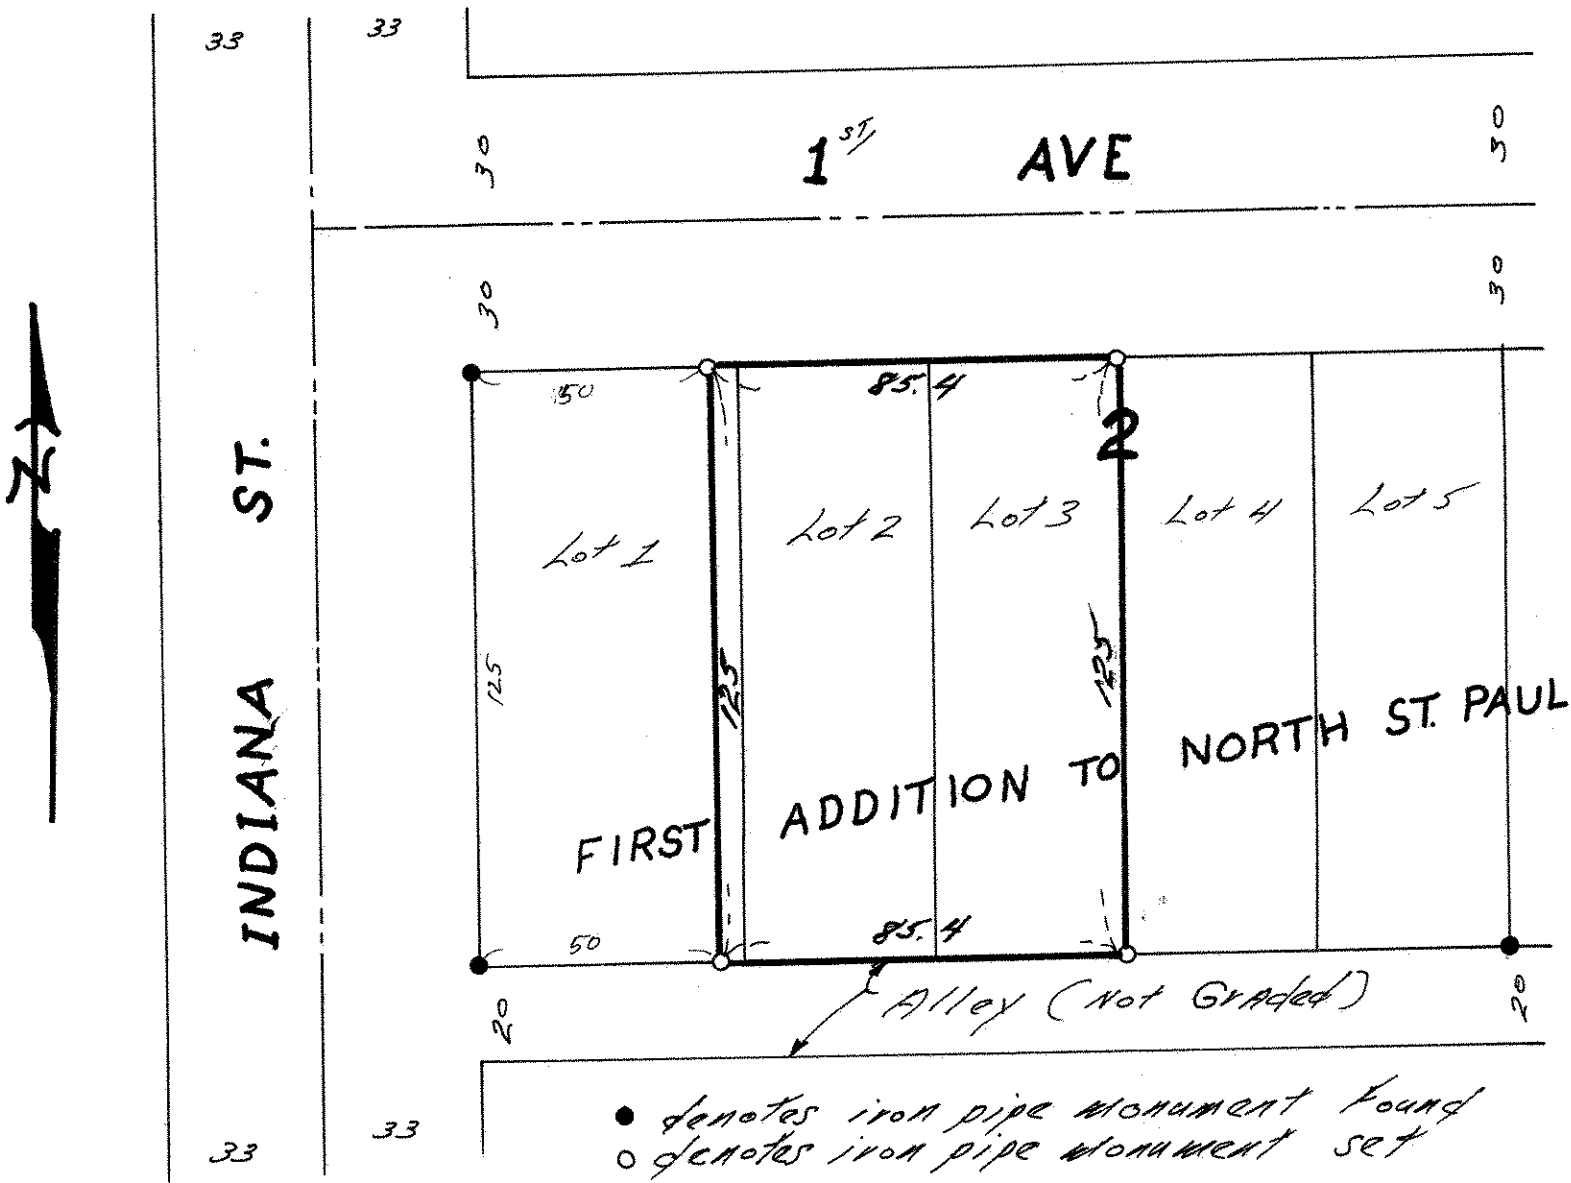 33
33
30
1ST AVE
30
30
30
N
50
85.4
2
INDIANA ST.
Lot 1
Lot 2
Lot 3
Lot 4
Lot 5
125
125
125
FIRST ADDITION TO NORTH ST. PAUL
50
85.4
20
Alley (Not Graded)
20
33
33
● denotes iron pipe monument found
○ denotes iron pipe monument set